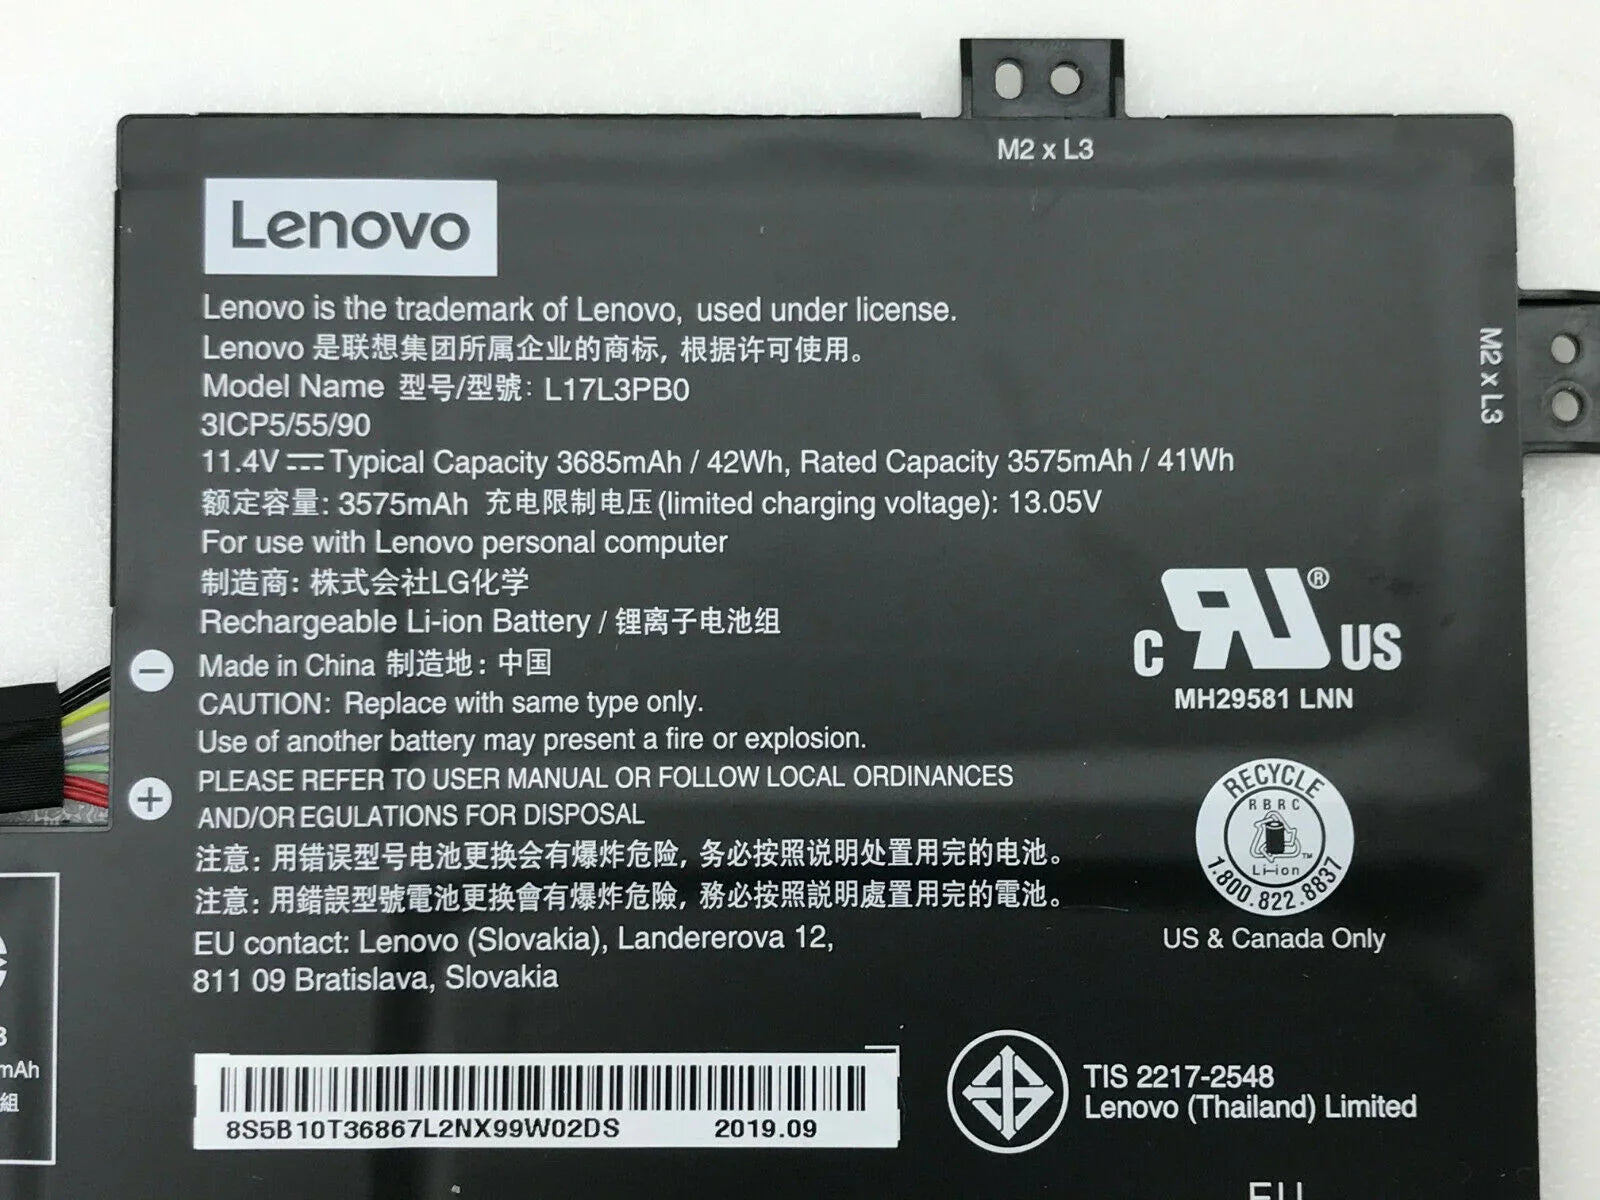 M2 x L3
Lenovo
Lenovo is the trademark of Lenovo, used under license.
Lenovo 是联想集团所属企业的商标, 根据许可使用。
M2 x L3
Model Name 型号/型號: L17L3PB0
3ICP5/55/90
11.4V ⎓ Typical Capacity 3685mAh / 42Wh, Rated Capacity 3575mAh / 41Wh
额定容量: 3575mAh 充电限制电压 (limited charging voltage): 13.05V
For use with Lenovo personal computer
制造商: 株式会社LG化学
Rechargeable Li-ion Battery / 锂离子电池组
Made in China 制造地: 中国
CAUTION: Replace with same type only.
Use of another battery may present a fire or explosion.
PLEASE REFER TO USER MANUAL OR FOLLOW LOCAL ORDINANCES
AND/OR EGULATIONS FOR DISPOSAL
注意: 用错误型号电池更换会有爆炸危险, 务必按照说明处置用完的电池。
注意: 用錯誤型號電池更換會有爆炸危險, 務必按照說明處置用完的電池。
EU contact: Lenovo (Slovakia), Landererova 12,
811 09 Bratislava, Slovakia
C RU ® US
MH29581 LNN
RECYCLE
RBRC
Li-ion ™
1.800.822.8837
US & Canada Only
8S5B10T36867L2NX99W02DS 2019.09
TIS 2217-2548
Lenovo (Thailand) Limited
mAh
組
EU